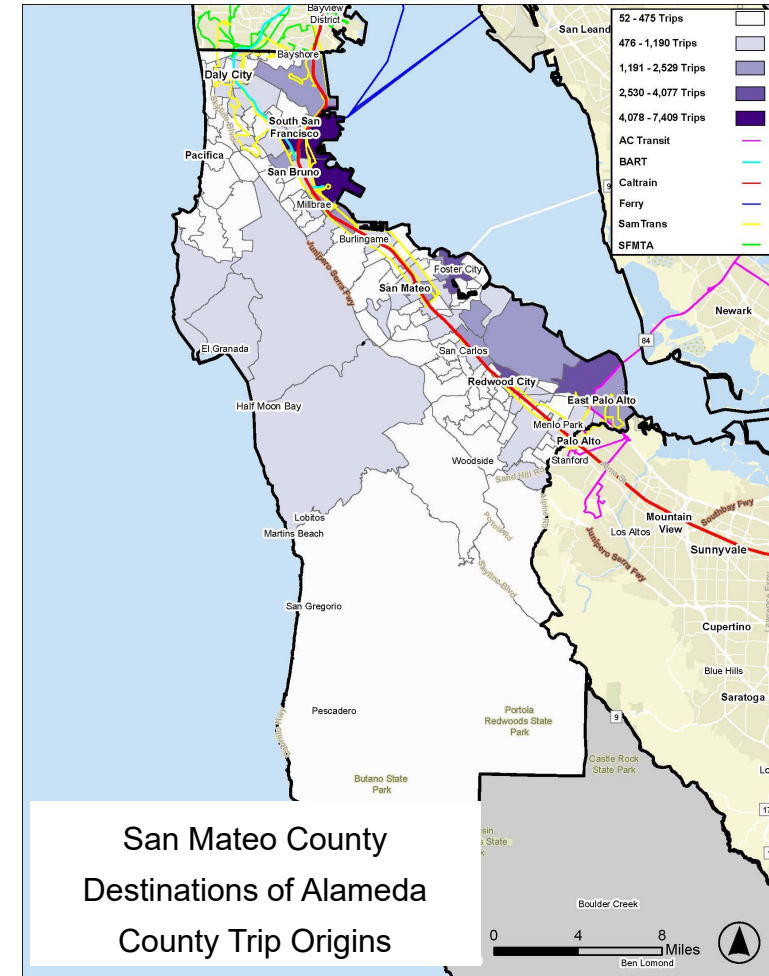 Bayview
District
San Leand
Bayshore
Daly City
South San
Francisco
Pacifica
San Bruno
Millbrae
Burlingame
Junipero Serra Fwy
Foster City
San Mateo
El Granada
San Carlos
Redwood City
Half Moon Bay
East Palo Alto
Menlo Park
Palo Alto
Woodside
Stanford
Sand Hill Rd
Lobitos
Martins Beach
Skyline Blvd
San Gregorio
Pescadero
Portola
Redwoods State
Park
Butano State
Park
Castle Rock
State Park
Boulder Creek
Ben Lomond
Newark
84
Mountain
View
Southbay Fwy
Los Altos
Junipero Serra Fwy
Sunnyvale
Cupertino
Blue Hills
Saratoga
9
17
52 - 475 Trips
476 - 1,190 Trips
1,191 - 2,529 Trips
2,530 - 4,077 Trips
4,078 - 7,409 Trips
AC Transit
BART
Caltrain
Ferry
SamTrans
SFMTA
San Mateo County
Destinations of Alameda
County Trip Origins
0 4 8
Miles